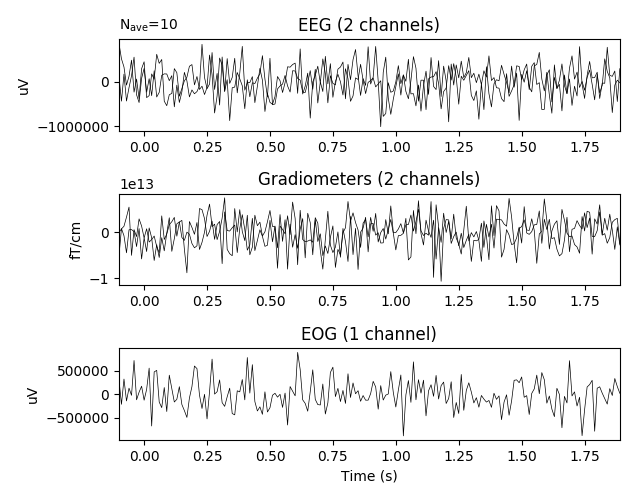 Nave=10
EEG (2 channels)
uV
0
−1000000
0.00 0.25 0.50 0.75 1.00 1.25 1.50 1.75
1e13
Gradiometers (2 channels)
fT/cm
0
−1
0.00 0.25 0.50 0.75 1.00 1.25 1.50 1.75
EOG (1 channel)
uV
500000
0
−500000
0.00 0.25 0.50 0.75 1.00 1.25 1.50 1.75
Time (s)